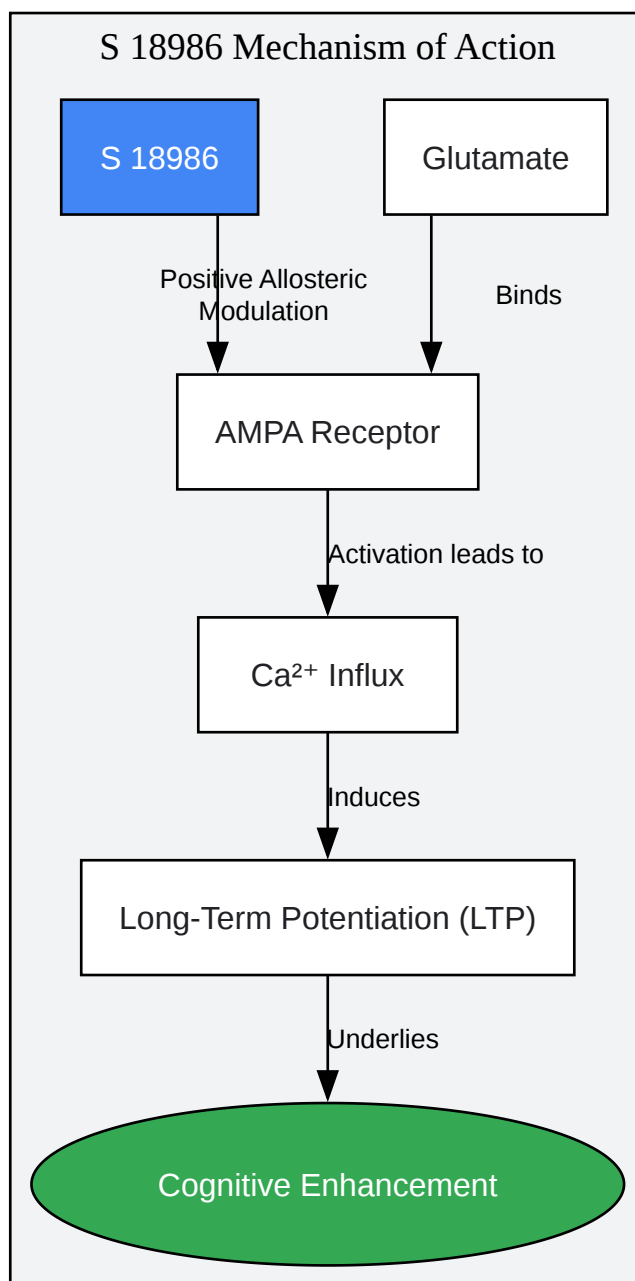 S 18986 Mechanism of Action
S 18986
Glutamate
Positive Allosteric
Modulation
Binds
AMPA Receptor
Activation leads to
Ca²⁺ Influx
Induces
Long-Term Potentiation (LTP)
Underlies
Cognitive Enhancement